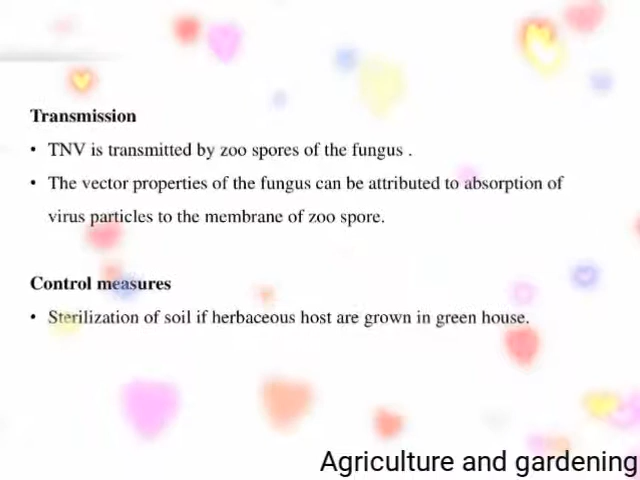 Transmission
• TNV is transmitted by zoo spores of the fungus .
• The vector properties of the fungus can be attributed to absorption of
virus particles to the membrane of zoo spore.
Control measures
• Sterilization of soil if herbaceous host are grown in green house.
Agriculture and gardening